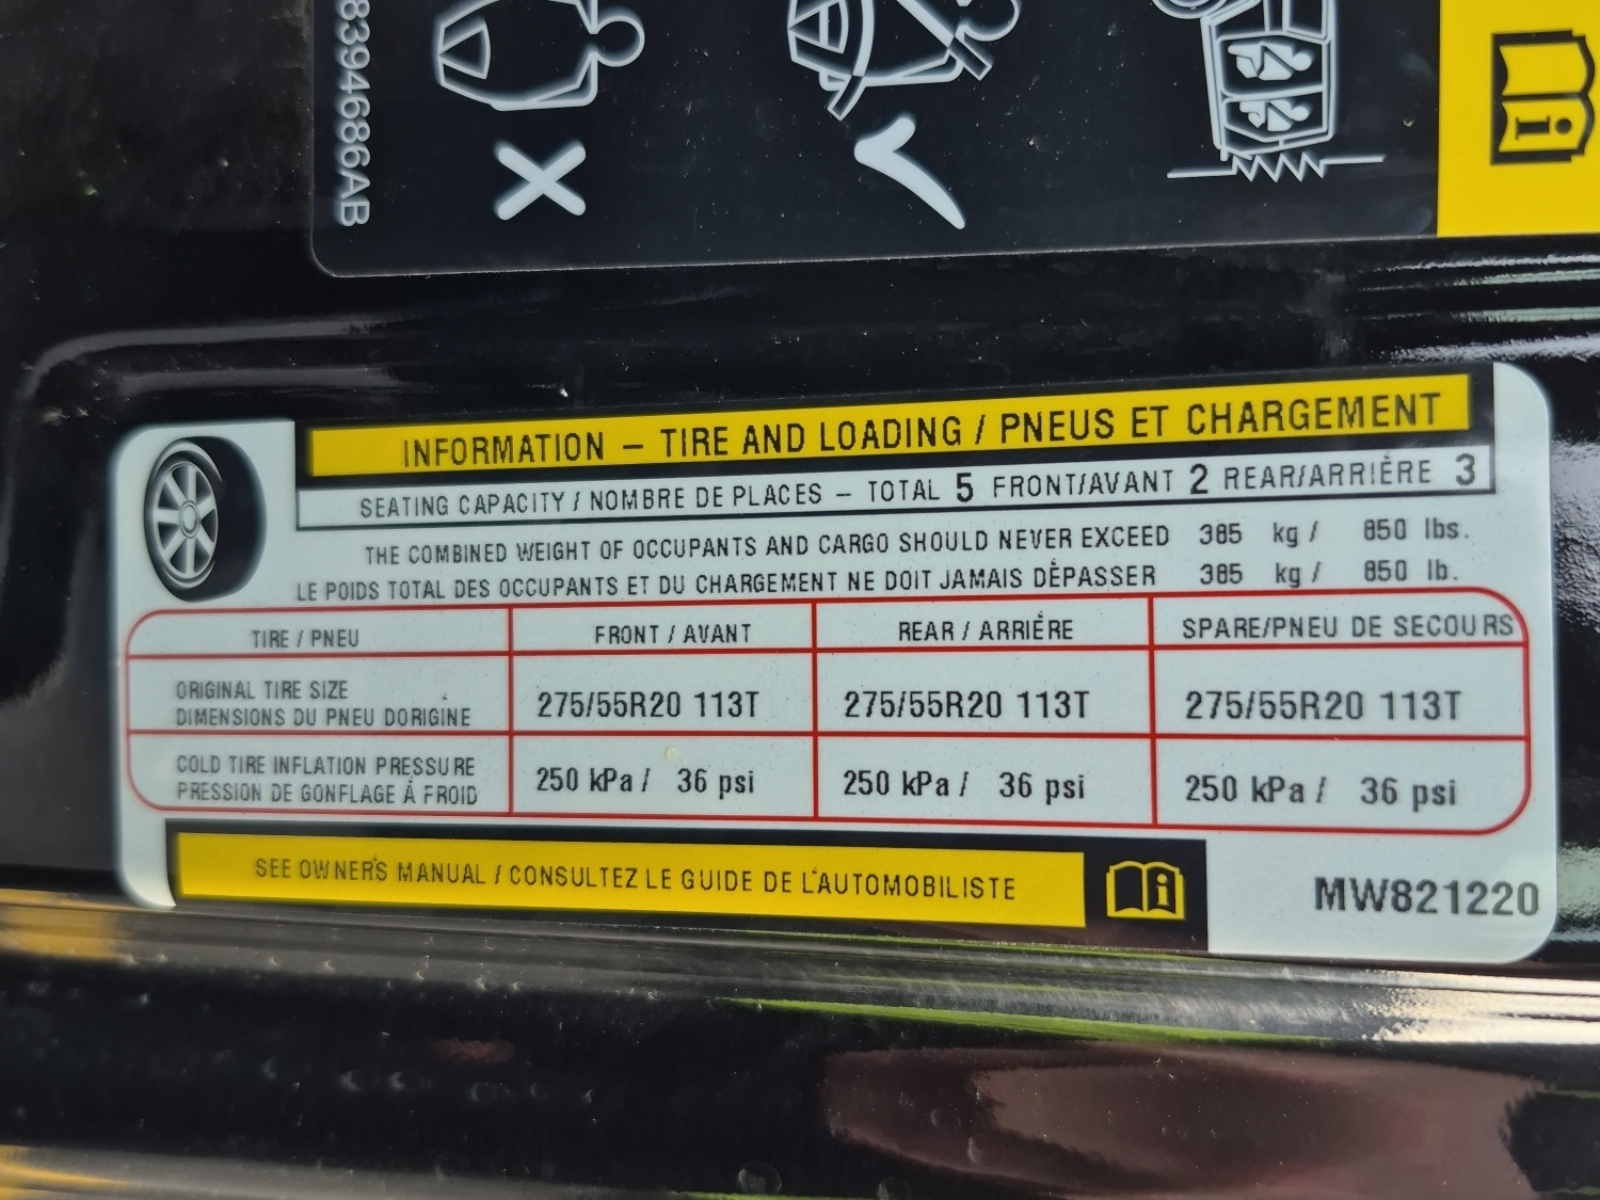 8394686AB
INFORMATION – TIRE AND LOADING / PNEUS ET CHARGEMENT
SEATING CAPACITY / NOMBRE DE PLACES – TOTAL 5 FRONT/AVANT 2 REAR/ARRIÈRE 3
THE COMBINED WEIGHT OF OCCUPANTS AND CARGO SHOULD NEVER EXCEED 385 kg / 850 lbs.
LE POIDS TOTAL DES OCCUPANTS ET DU CHARGEMENT NE DOIT JAMAIS DÉPASSER 385 kg / 850 lb.
TIRE / PNEU FRONT / AVANT REAR / ARRIÉRE SPARE/PNEU DE SECOURS
ORIGINAL TIRE SIZE
DIMENSIONS DU PNEU DORIGINE 275/55R20 113T 275/55R20 113T 275/55R20 113T
COLD TIRE INFLATION PRESSURE
PRESSION DE GONFLAGE Á FROID 250 kPa / 36 psi 250 kPa / 36 psi 250 kPa / 36 psi
SEE OWNER'S MANUAL / CONSULTEZ LE GUIDE DE L'AUTOMOBILISTE
MW821220